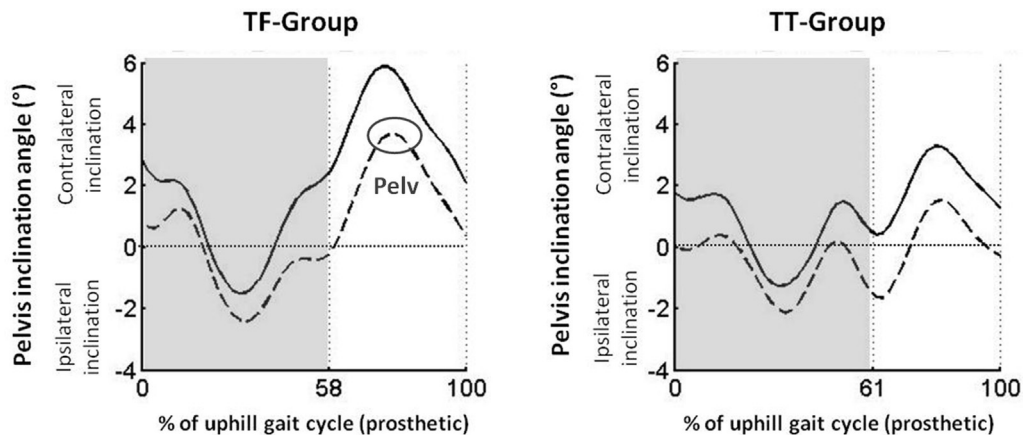 TF-Group
Pelvis inclination angle (°)
Contralateral
inclination
Ipsilateral
inclination
6
4
2
0
-2
-4
Pelv
0 58 100
% of uphill gait cycle (prosthetic)
TT-Group
Pelvis inclination angle (°)
Contralateral
inclination
Ipsilateral
inclination
6
4
2
0
-2
-4
0 61 100
% of uphill gait cycle (prosthetic)